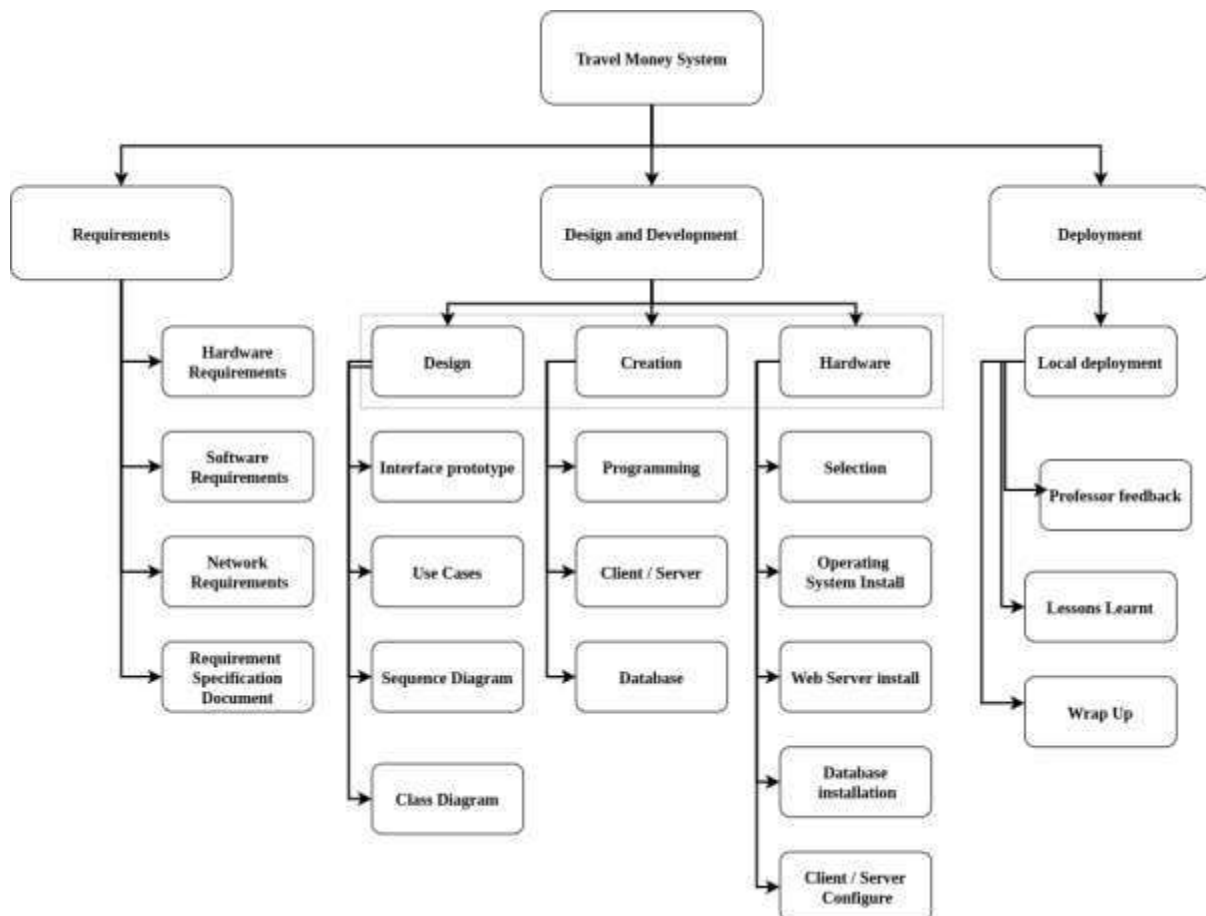 Travel Money System
Requirements
Design and Development
Deployment
Hardware
Requirements
Design
Creation
Hardware
Local deployment
Software
Requirements
Interface prototype
Programming
Selection
Professor feedback
Network
Requirements
Use Cases
Client / Server
Operating
System Install
Lessons Learnt
Requirement
Specification
Document
Sequence Diagram
Database
Web Server install
Wrap Up
Class Diagram
Database
installation
Client / Server
Configure